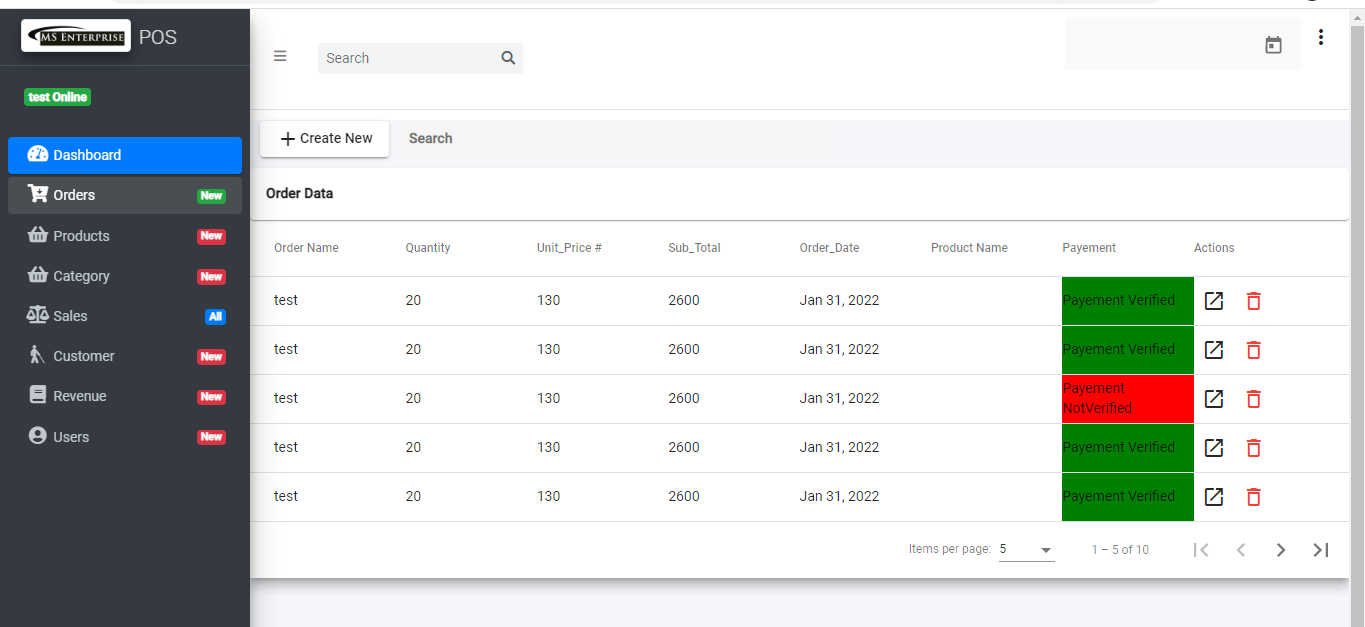 MS ENTERPRISE POS
test Online
Dashboard
Orders New
Products New
Category New
Sales All
Customer New
Revenue New
Users New
Search
Create New Search
Order Data
Order Name Quantity Unit_Price # Sub_Total Order_Date Product Name Payement Actions
test 20 130 2600 Jan 31, 2022 Payement Verified
test 20 130 2600 Jan 31, 2022 Payement Verified
test 20 130 2600 Jan 31, 2022 Payement
NotVerified
test 20 130 2600 Jan 31, 2022 Payement Verified
test 20 130 2600 Jan 31, 2022 Payement Verified
Items per page: 5 1 – 5 of 10